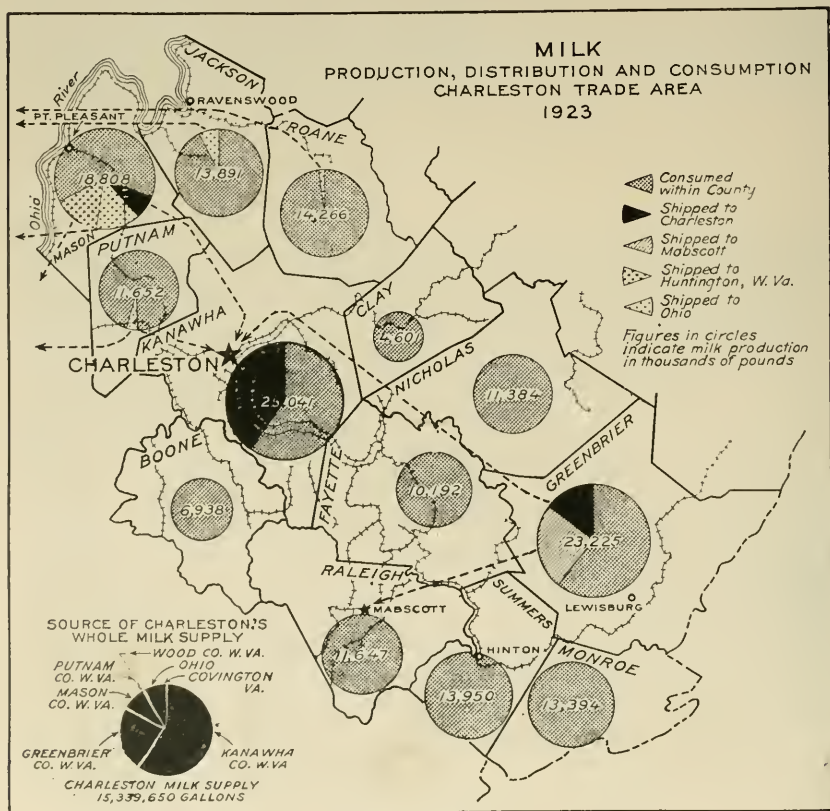 MILK
PRODUCTION, DISTRIBUTION AND CONSUMPTION
CHARLESTON TRADE AREA
1923
JACKSON
River
RAVENSWOOD
PT. PLEASANT
ROANE
18,808
13,891
14,266
Ohio
MASON
PUTNAM
11,652
KANAWHA
CLAY
4,601
CHARLESTON
NICHOLAS
11,384
25,041
BOONE
FAYETTE
GREENBRIER
10,192
6,938
23,225
RALEIGH
SUMMERS
LEWISBURG
MABSCOTT
HINTON
MONROE
11,647
13,950
13,394
Consumed
within County
Shipped to
Charleston
Shipped to
Mabscott
Shipped to
Huntington, W. Va.
Shipped to
Ohio
Figures in circles
indicate milk production
in thousands of pounds
SOURCE OF CHARLESTON'S
WHOLE MILK SUPPLY
WOOD CO. W. VA.
PUTNAM
CO. W. VA.
OHIO
COVINGTON
VA.
MASON
CO. W. VA.
GREENBRIER
CO. W. VA.
KANAWHA
CO. W. VA
CHARLESTON MILK SUPPLY
15,339,650 GALLONS